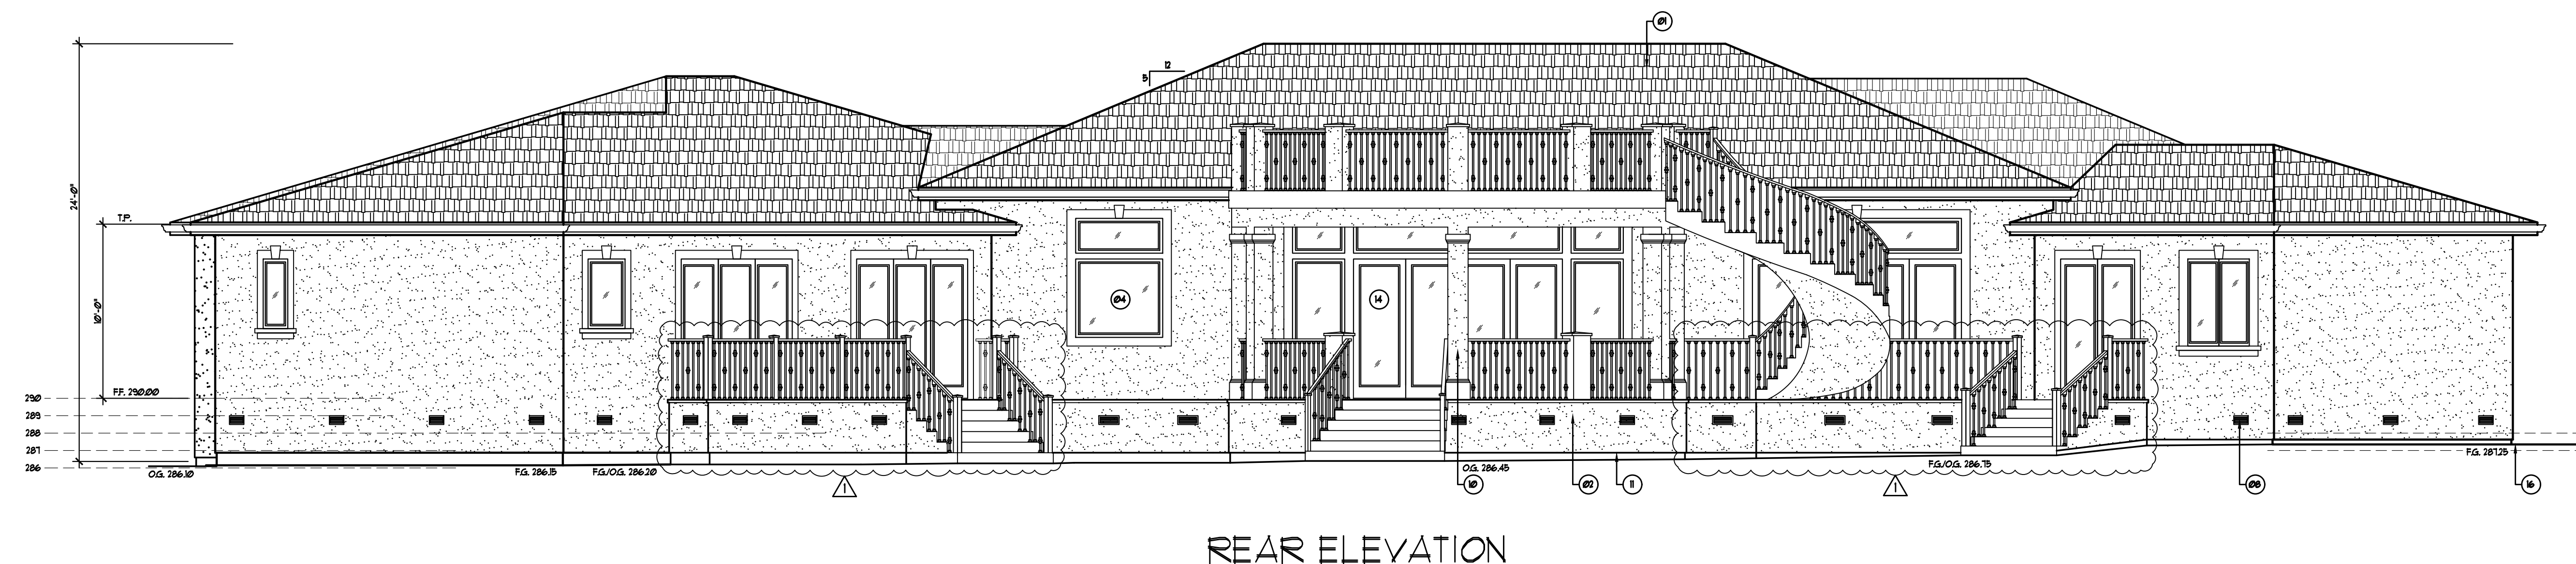 01
12
5
24'-0"
T.P.
10'-0"
04
14
F.F. 290.00
290
289
288
287
286
O.G. 286.10
F.G. 286.15
F.G./O.G. 286.20
O.G. 286.45
F.G./O.G. 286.75
F.G. 287.25
1
10
02
11
1
08
16
REAR ELEVATION